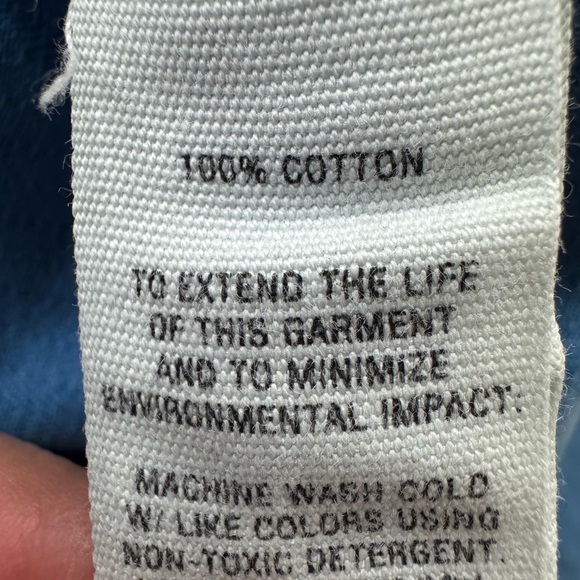 100% COTTON
TO EXTEND THE LIFE
OF THIS GARMENT
AND TO MINIMIZE
ENVIRONMENTAL IMPACT:
MACHINE WASH COLD
W/ LIKE COLORS USING
NON-TOXIC DETERGENT.